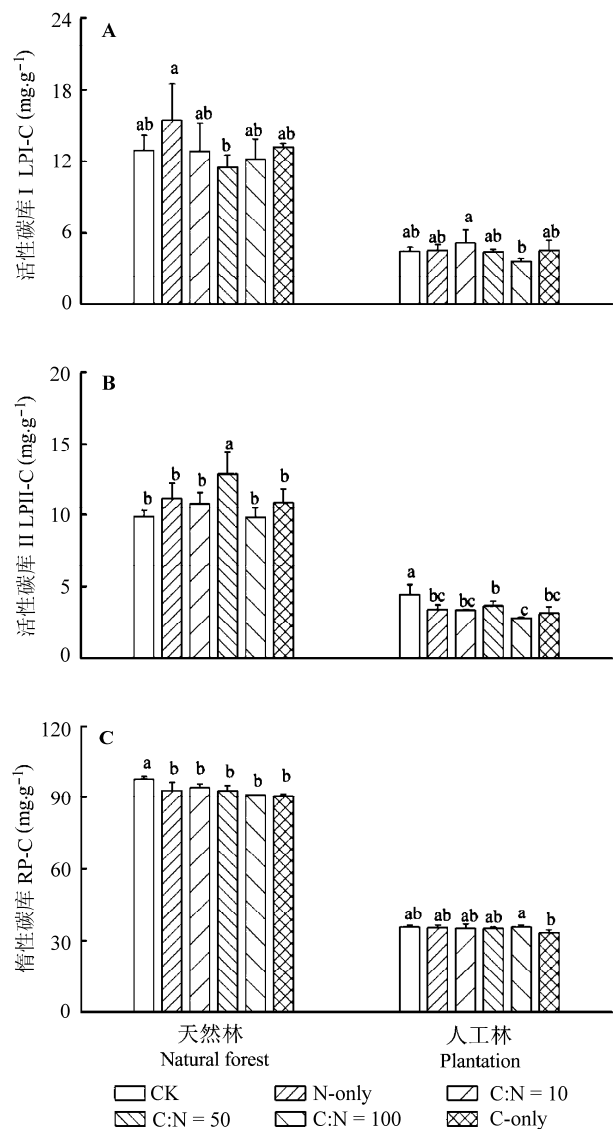 A
24
18
12
6
0
活性碳库 I LPI-C (mg·g⁻¹)
ab a ab b ab ab
ab ab a ab b ab
B
20
15
10
5
0
活性碳库 II LPII-C (mg·g⁻¹)
b b b a b b
a bc bc b c bc
C
120
90
60
30
0
惰性碳库 RP-C (mg·g⁻¹)
a b b b b b
ab ab ab ab a b
天然林 人工林
Natural forest Plantation
CK N-only C:N = 10
C:N = 50 C:N = 100 C-only